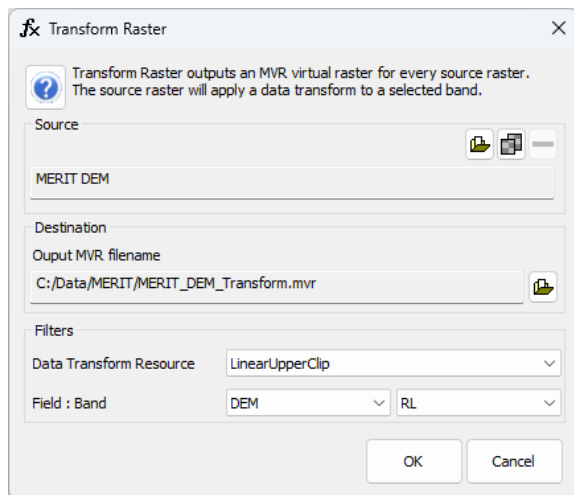 fx Transform Raster
Transform Raster outputs an MVR virtual raster for every source raster.
The source raster will apply a data transform to a selected band.
Source
MERIT DEM
Destination
Ouput MVR filename
C:/Data/MERIT/MERIT_DEM_Transform.mvr
Filters
Data Transform Resource LinearUpperClip
Field : Band DEM RL
OK Cancel